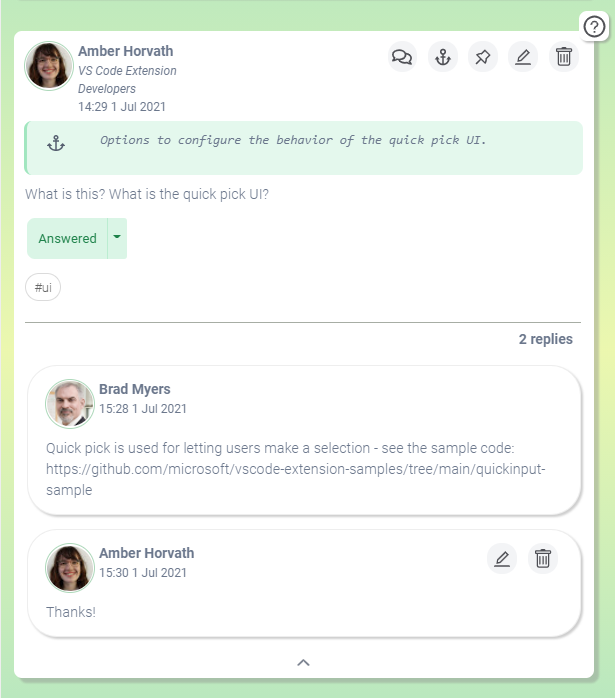 Amber Horvath
VS Code Extension
Developers
14:29 1 Jul 2021
Options to configure the behavior of the quick pick UI.
What is this? What is the quick pick UI?
Answered
#ui
2 replies
Brad Myers
15:28 1 Jul 2021
Quick pick is used for letting users make a selection - see the sample code:
https://github.com/microsoft/vscode-extension-samples/tree/main/quickinput-
sample
Amber Horvath
15:30 1 Jul 2021
Thanks!